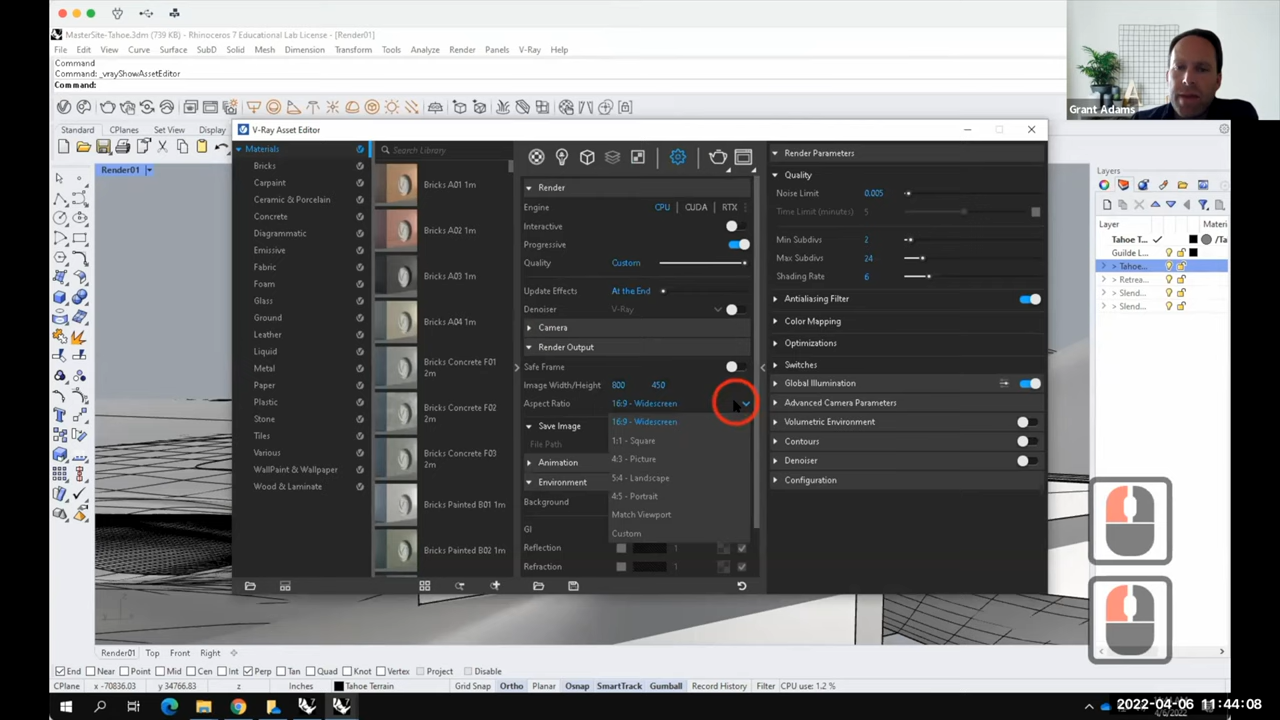 MasterSite-Tahoe.3dm (739 KB) - Rhinoceros 7 Educational Lab License - [Render01]
File Edit View Curve Surface SubD Solid Mesh Dimension Transform Tools Analyze Render Panels V-Ray Help
Command
Command: _vrayShowAssetEditor
Command:
Grant Adams
Standard CPlanes Set View Display
Render01
V-Ray Asset Editor
Materials
Bricks
Carpaint
Ceramic & Porcelain
Concrete
Diagrammatic
Emissive
Fabric
Foam
Glass
Ground
Leather
Liquid
Metal
Paper
Plastic
Stone
Tiles
Various
WallPaint & Wallpaper
Wood & Laminate
Search Library
Bricks A01 1m
Bricks A02 1m
Bricks A03 1m
Bricks A04 1m
Bricks Concrete F01
2m
Bricks Concrete F02
2m
Bricks Concrete F03
2m
Bricks Painted B01 1m
Bricks Painted B02 1m
Render
Engine CPU | CUDA | RTX
Interactive
Progressive
Quality Custom
Update Effects At the End
Denoiser V-Ray
Camera
Render Output
Safe Frame
Image Width/Height 800 450
Aspect Ratio 16:9 - Widescreen
16:9 - Widescreen
1:1 - Square
4:3 - Picture
5:4 - Landscape
4:5 - Portrait
Match Viewport
Custom
Save Image
File Path
Animation
Environment
Background
GI
Reflection 1
Refraction 1
Render Parameters
Quality
Noise Limit 0.005
Time Limit (minutes) 5
Min Subdivs 2
Max Subdivs 24
Shading Rate 6
Antialiasing Filter
Color Mapping
Optimizations
Switches
Global Illumination
Advanced Camera Parameters
Volumetric Environment
Contours
Denoiser
Configuration
Layers
Layer Materi
Tahoe T... /Ta
Guilde L...
> Tahoe...
> Retrea...
> Slend...
> Slend...
Render01 Top Front Right
End Near Point Mid Cen Int Perp Tan Quad Knot Vertex Project Disable
CPlane x -70836.03 y 34766.83 z Inches Tahoe Terrain Grid Snap Ortho Planar Osnap SmartTrack Gumball Record History Filter CPU use: 1.2 %
2022-04-06 11:44:08